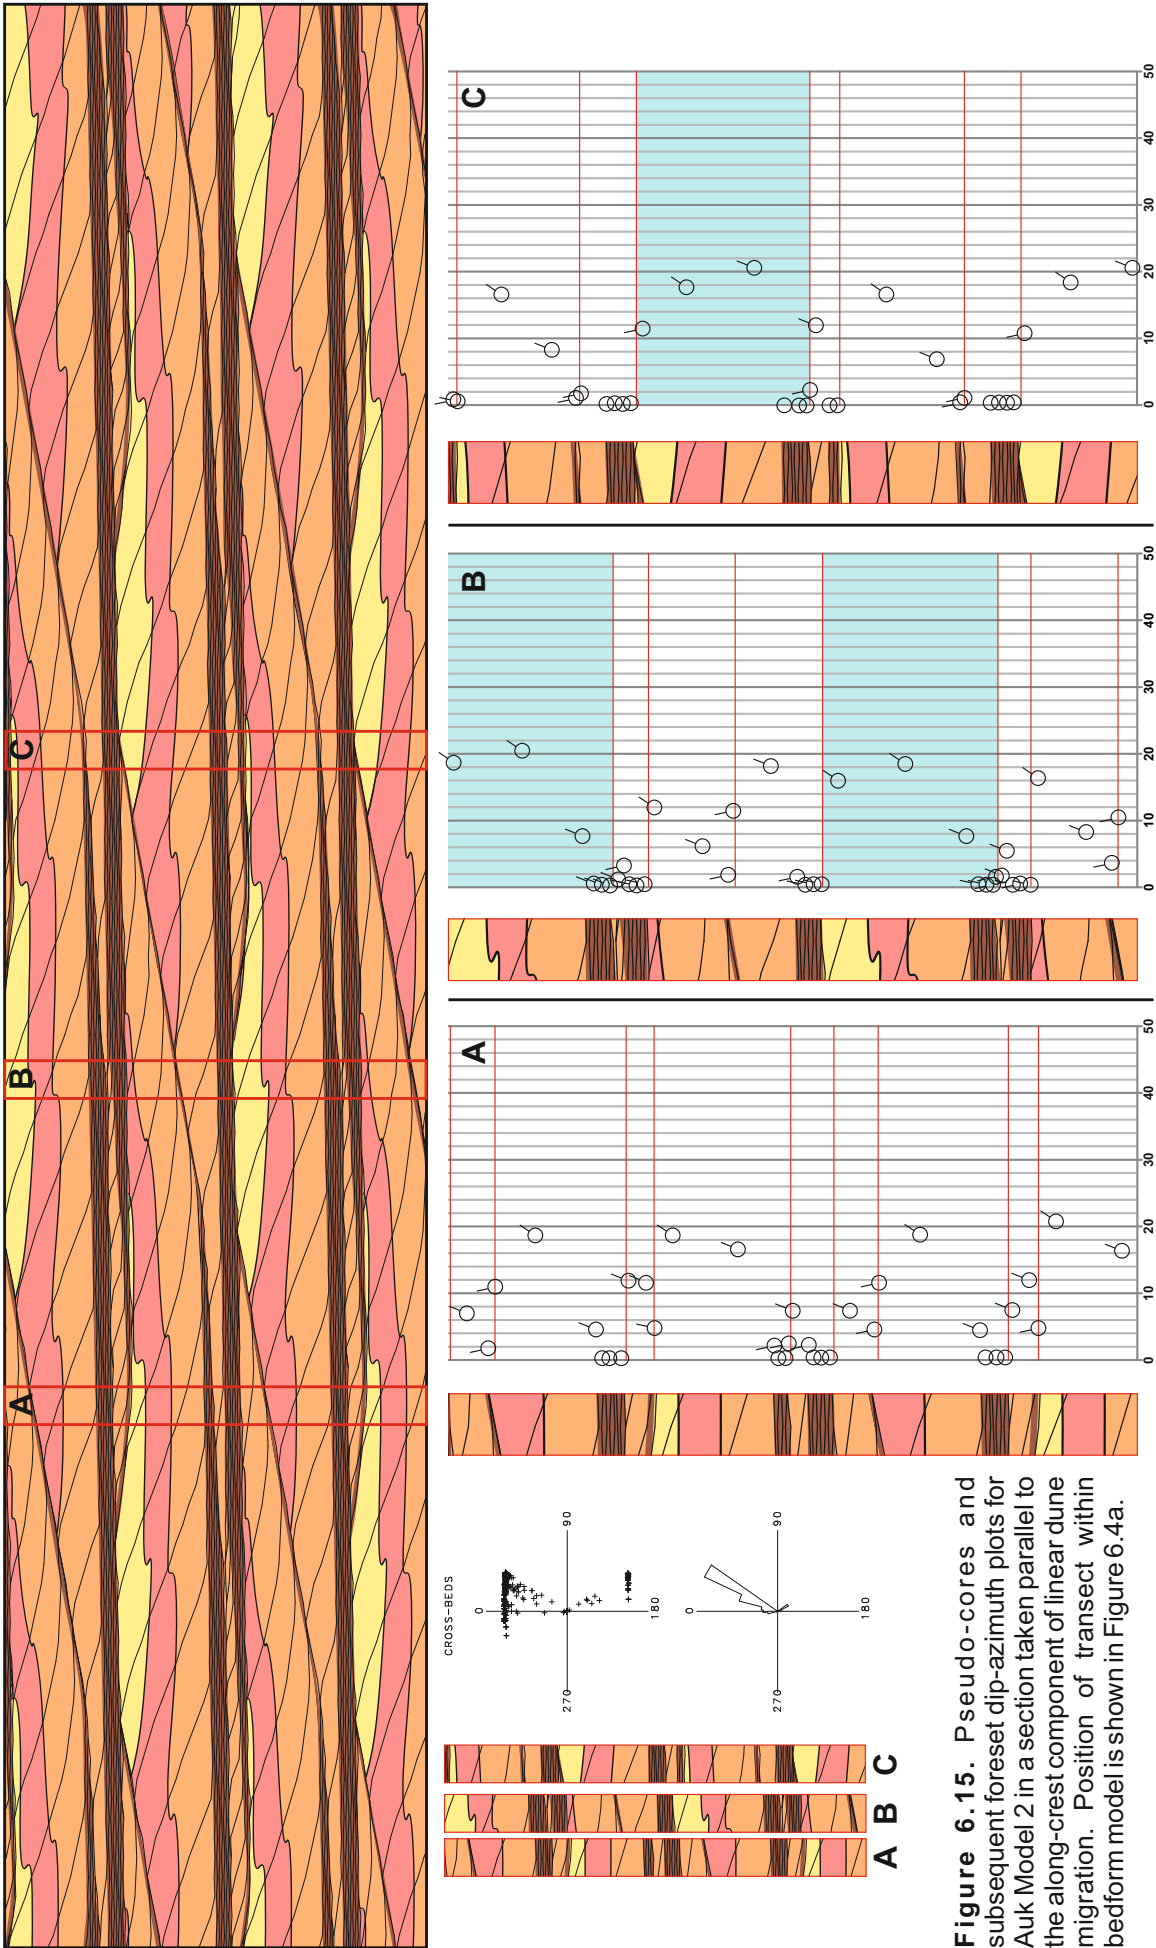 A
B
C
C
0
10
20
30
40
50
B
0
10
20
30
40
50
A
0
10
20
30
40
50
CROSS-BEDS
0
90
180
270
0
90
180
270
A
B
C
Figure 6.15. Pseudo-cores and
subsequent foreset dip-azimuth plots for
Auk Model 2 in a section taken parallel to
the along-crest component of linear dune
migration. Position of transect within
bedform model is shown in Figure 6.4a.